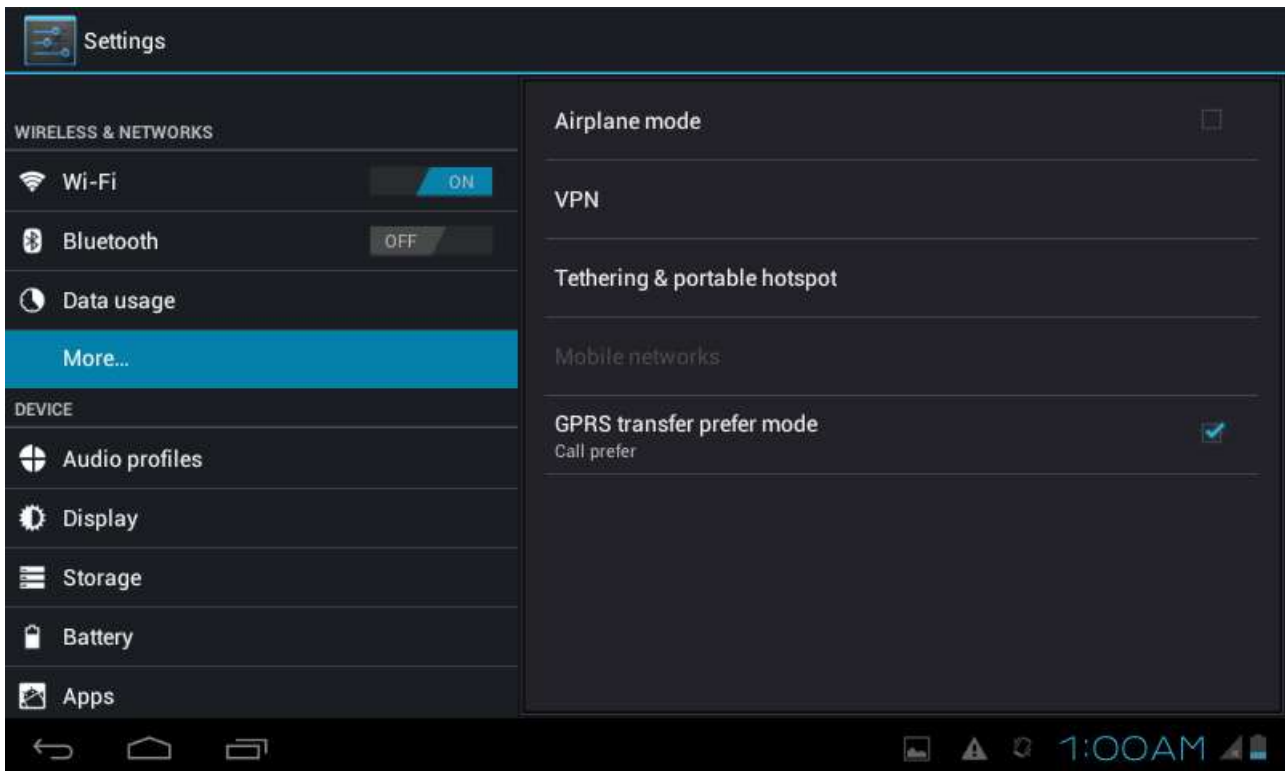 Settings
WIRELESS & NETWORKS
Wi-Fi ON
Bluetooth OFF
Data usage
More...
DEVICE
Audio profiles
Display
Storage
Battery
Apps
Airplane mode
VPN
Tethering & portable hotspot
Mobile networks
GPRS transfer prefer mode
Call prefer
1:00AM